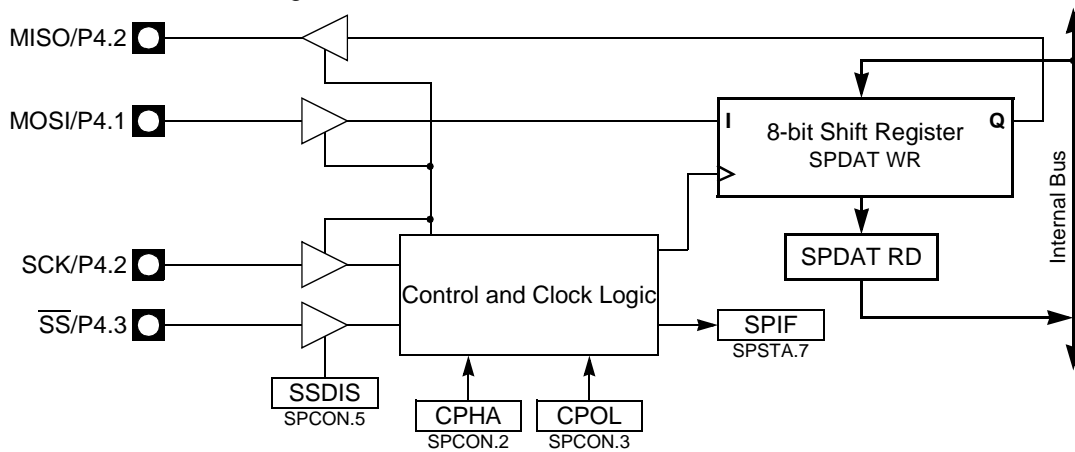 MISO/P4.2
MOSI/P4.1
I
8-bit Shift Register
Q
SPDAT WR
Internal Bus
SCK/P4.2
SPDAT RD
Control and Clock Logic
SS/P4.3
SPIF
SPSTA.7
SSDIS
SPCON.5
CPHA
SPCON.2
CPOL
SPCON.3